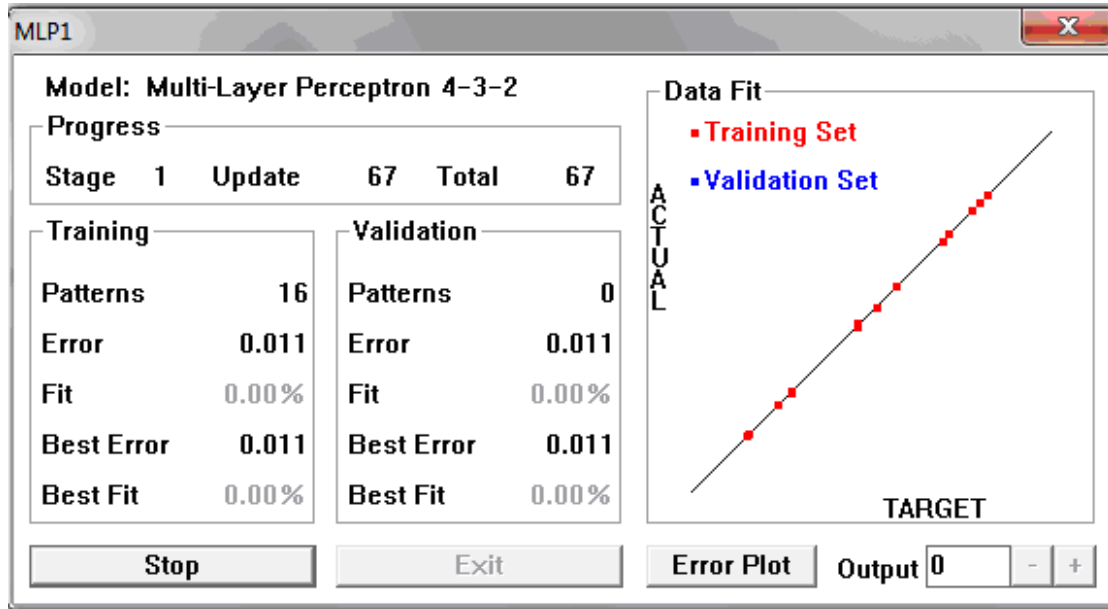 MLP1
Model: Multi-Layer Perceptron 4-3-2
Progress
Stage 1 Update 67 Total 67
Training
Patterns 16
Error 0.011
Fit 0.00%
Best Error 0.011
Best Fit 0.00%
Validation
Patterns 0
Error 0.011
Fit 0.00%
Best Error 0.011
Best Fit 0.00%
Data Fit
Training Set
Validation Set
ACTUAL
TARGET
Stop
Exit
Error Plot
Output 0 - +